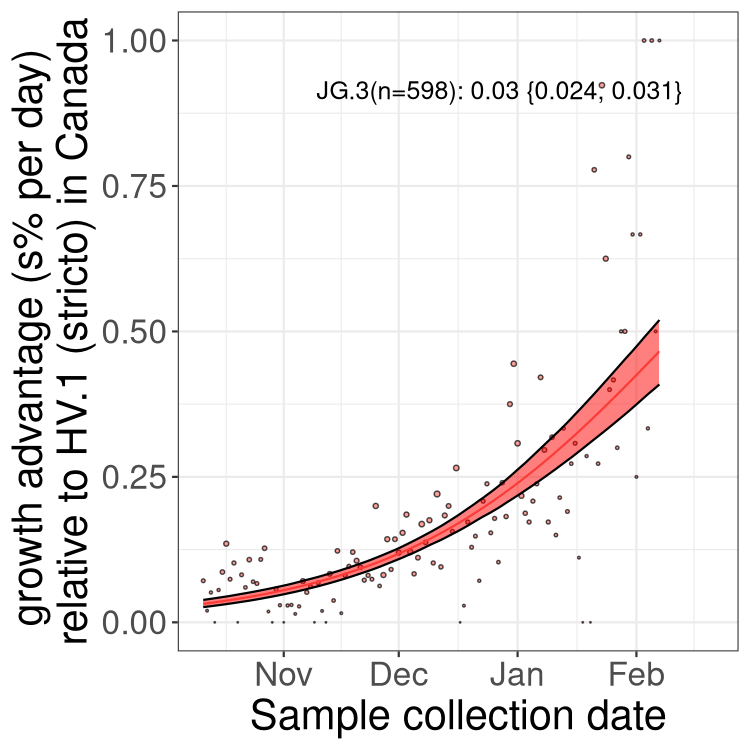 growth advantage (s% per day)
relative to HV.1 (stricto) in Canada
1.00
0.75
0.50
0.25
0.00
JG.3(n=598): 0.03 {0.024, 0.031}
Nov Dec Jan Feb
Sample collection date